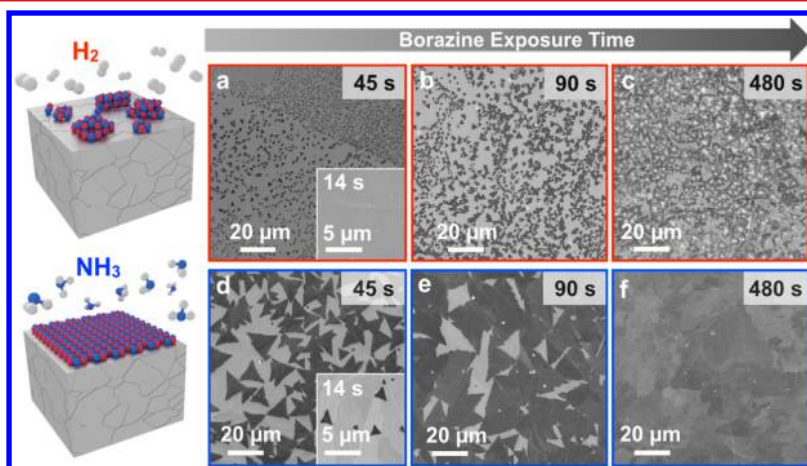 H₂
Borazine Exposure Time
a 45 s
14 s
20 μm
5 μm
b 90 s
20 μm
c 480 s
20 μm
NH₃
d 45 s
14 s
20 μm
5 μm
e 90 s
20 μm
f 480 s
20 μm